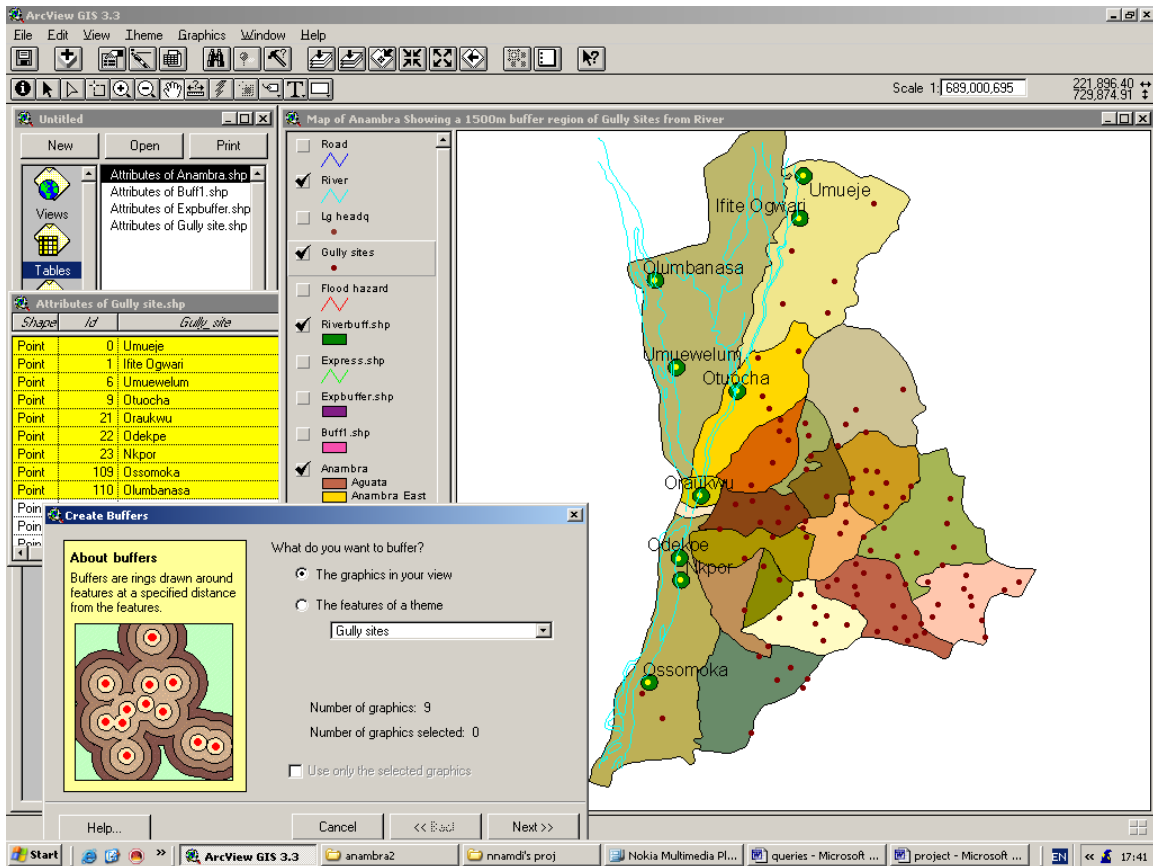 ArcView GIS 3.3
File Edit View Theme Graphics Window Help
Scale 1: 689,000,695
221,896.40
729,874.91
Untitled
New Open Print
Views
Tables
Attributes of Anambra.shp
Attributes of Buff1.shp
Attributes of Expbuffer.shp
Attributes of Gully site.shp
Attributes of Gully site.shp
Shape Id Gully_site
Point 0 Umueje
Point 1 Ifite Ogwari
Point 6 Umuewelum
Point 9 Otuocha
Point 21 Oraukwu
Point 22 Odekpe
Point 23 Nkpor
Point 109 Ossomoka
Point 110 Olumbanasa
Map of Anambra Showing a 1500m buffer region of Gully Sites from River
Road
River
Lg headq
Gully sites
Flood hazard
Riverbuff.shp
Express.shp
Expbuffer.shp
Buff1.shp
Anambra
Aguata
Anambra East
Umueje
Ifite Ogwari
Olumbanasa
Umuewelum
Otuocha
Oraukwu
Odekpe
Nkpor
Ossomoka
Create Buffers
About buffers
Buffers are rings drawn around
features at a specified distance
from the features.
What do you want to buffer?
The graphics in your view
The features of a theme
Gully sites
Number of graphics: 9
Number of graphics selected: 0
Use only the selected graphics
Help... Cancel << Back Next >>
Start » ArcView GIS 3.3 anambra2 nnamdi's proj Nokia Multimedia Pl... queries - Microsoft ... project - Microsoft ... EN « 17:41